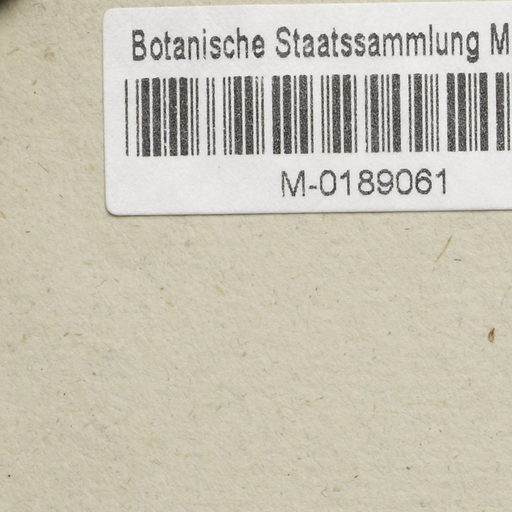 Botanische Staatssammlung M
M-0189061